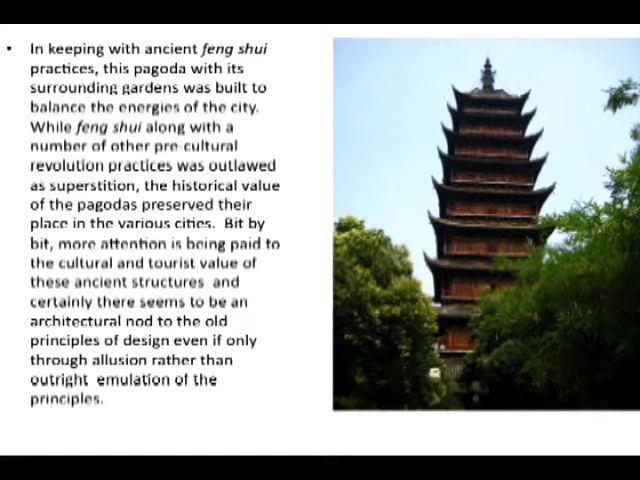 • In keeping with ancient feng shui
practices, this pagoda with its
surrounding gardens was built to
balance the energies of the city.
While feng shui along with a
number of other pre-cultural
revolution practices was outlawed
as superstition, the historical value
of the pagodas preserved their
place in the various cities. Bit by
bit, more attention is being paid to
the cultural and tourist value of
these ancient structures and
certainly there seems to be an
architectural nod to the old
principles of design even if only
through allusion rather than
outright emulation of the
principles.